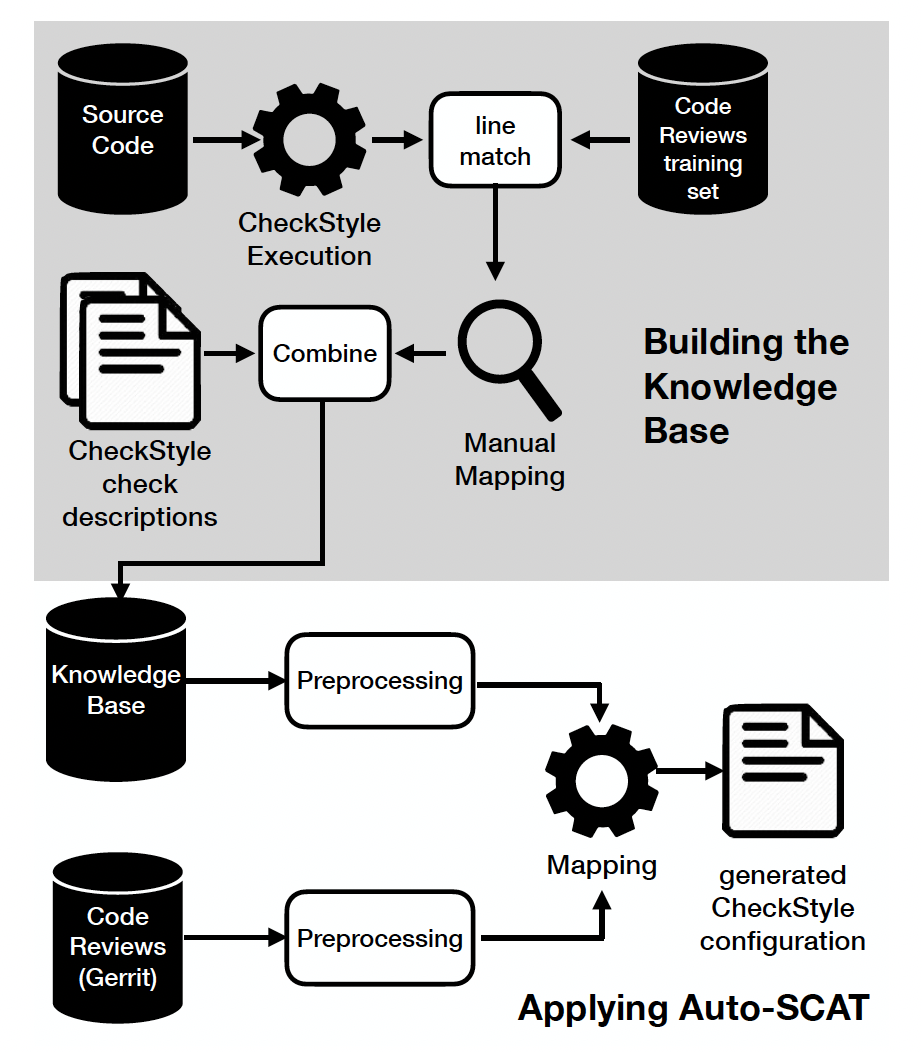 Source
Code
CheckStyle
Execution
line
match
Code
Reviews
training
set
CheckStyle
check
descriptions
Combine
Manual
Mapping
Building the
Knowledge
Base
Knowledge
Base
Preprocessing
Mapping
generated
CheckStyle
configuration
Code
Reviews
(Gerrit)
Preprocessing
Applying Auto-SCAT